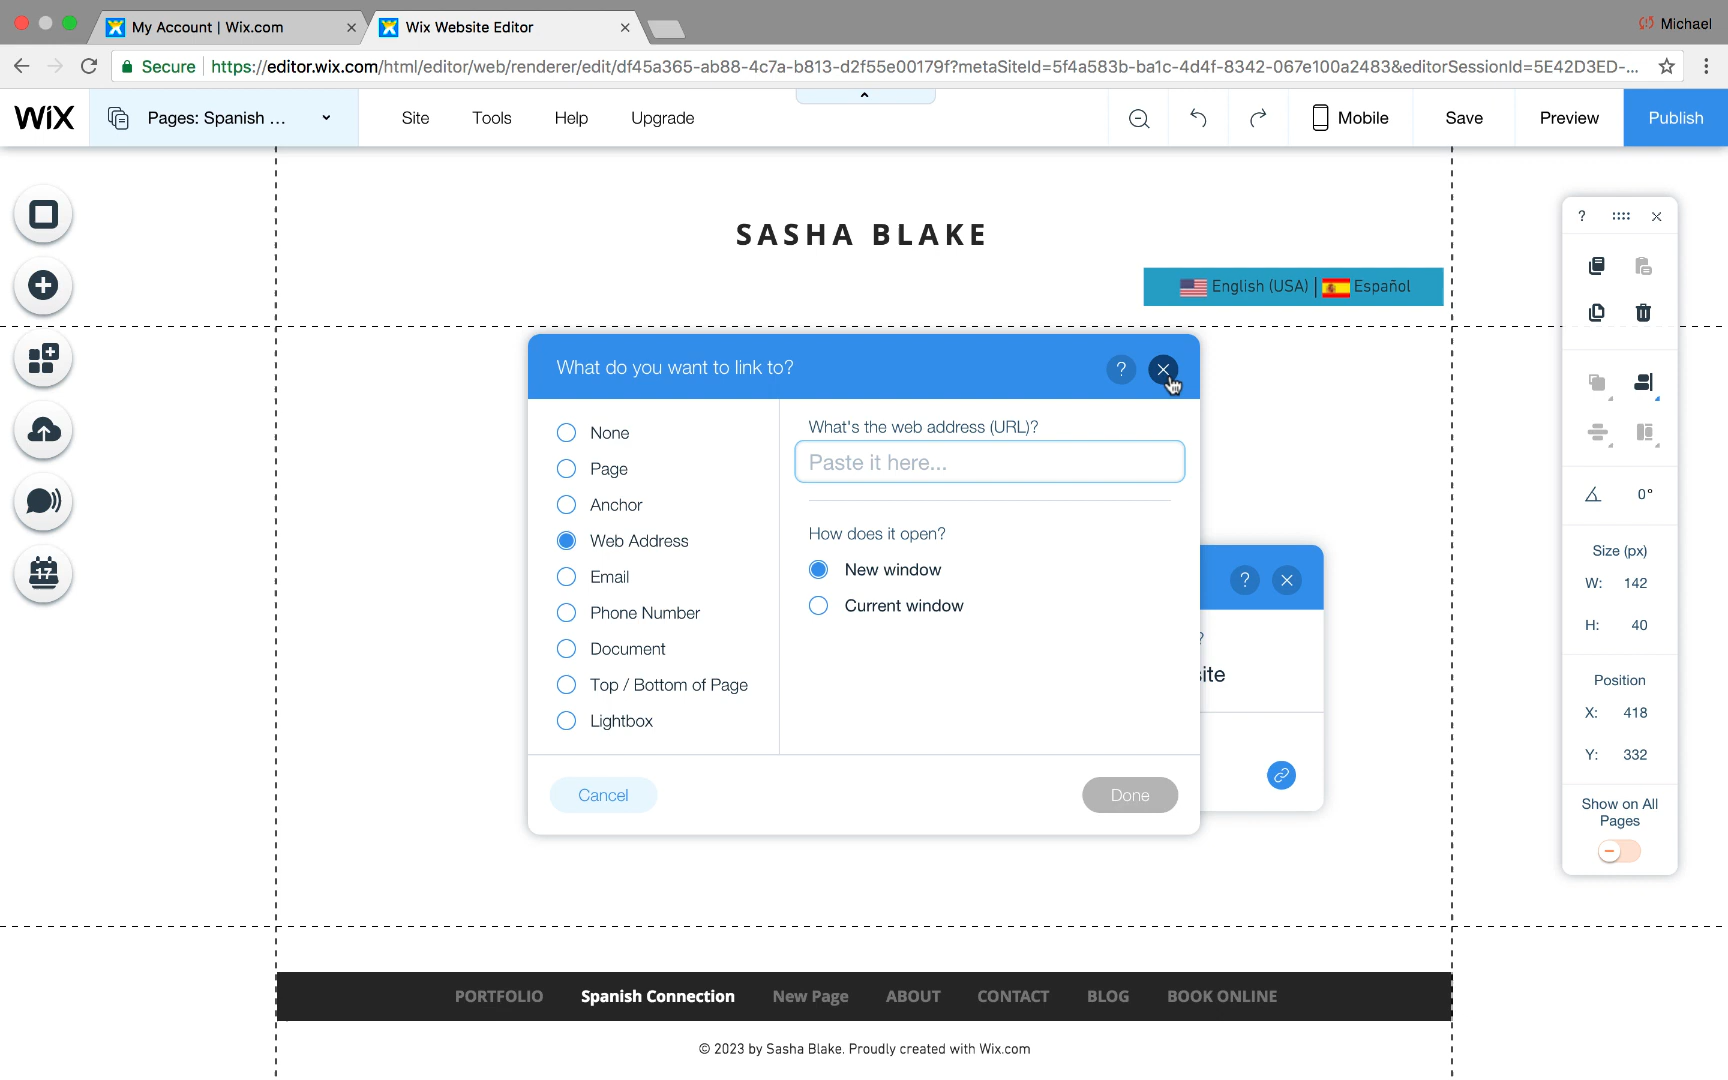 My Account | Wix.com
Wix Website Editor
Michael
Secure
https://editor.wix.com/html/editor/web/renderer/edit/df45a365-ab88-4c7a-b813-d2f55e00179f?metaSiteId=5f4a583b-ba1c-4d4f-8342-067e100a2483&editorSessionId=5E42D3ED-...
WiX
Pages: Spanish ...
Site
Tools
Help
Upgrade
Mobile
Save
Preview
Publish
SASHA BLAKE
English (USA) | Español
What do you want to link to?
?
None
Page
Anchor
Web Address
Email
Phone Number
Document
Top / Bottom of Page
Lightbox
What's the web address (URL)?
Paste it here...
How does it open?
New window
Current window
Cancel
Done
?
?
ite
17
?
0°
Size (px)
W: 142
H: 40
Position
X: 418
Y: 332
Show on All
Pages
PORTFOLIO
Spanish Connection
New Page
ABOUT
CONTACT
BLOG
BOOK ONLINE
© 2023 by Sasha Blake. Proudly created with Wix.com